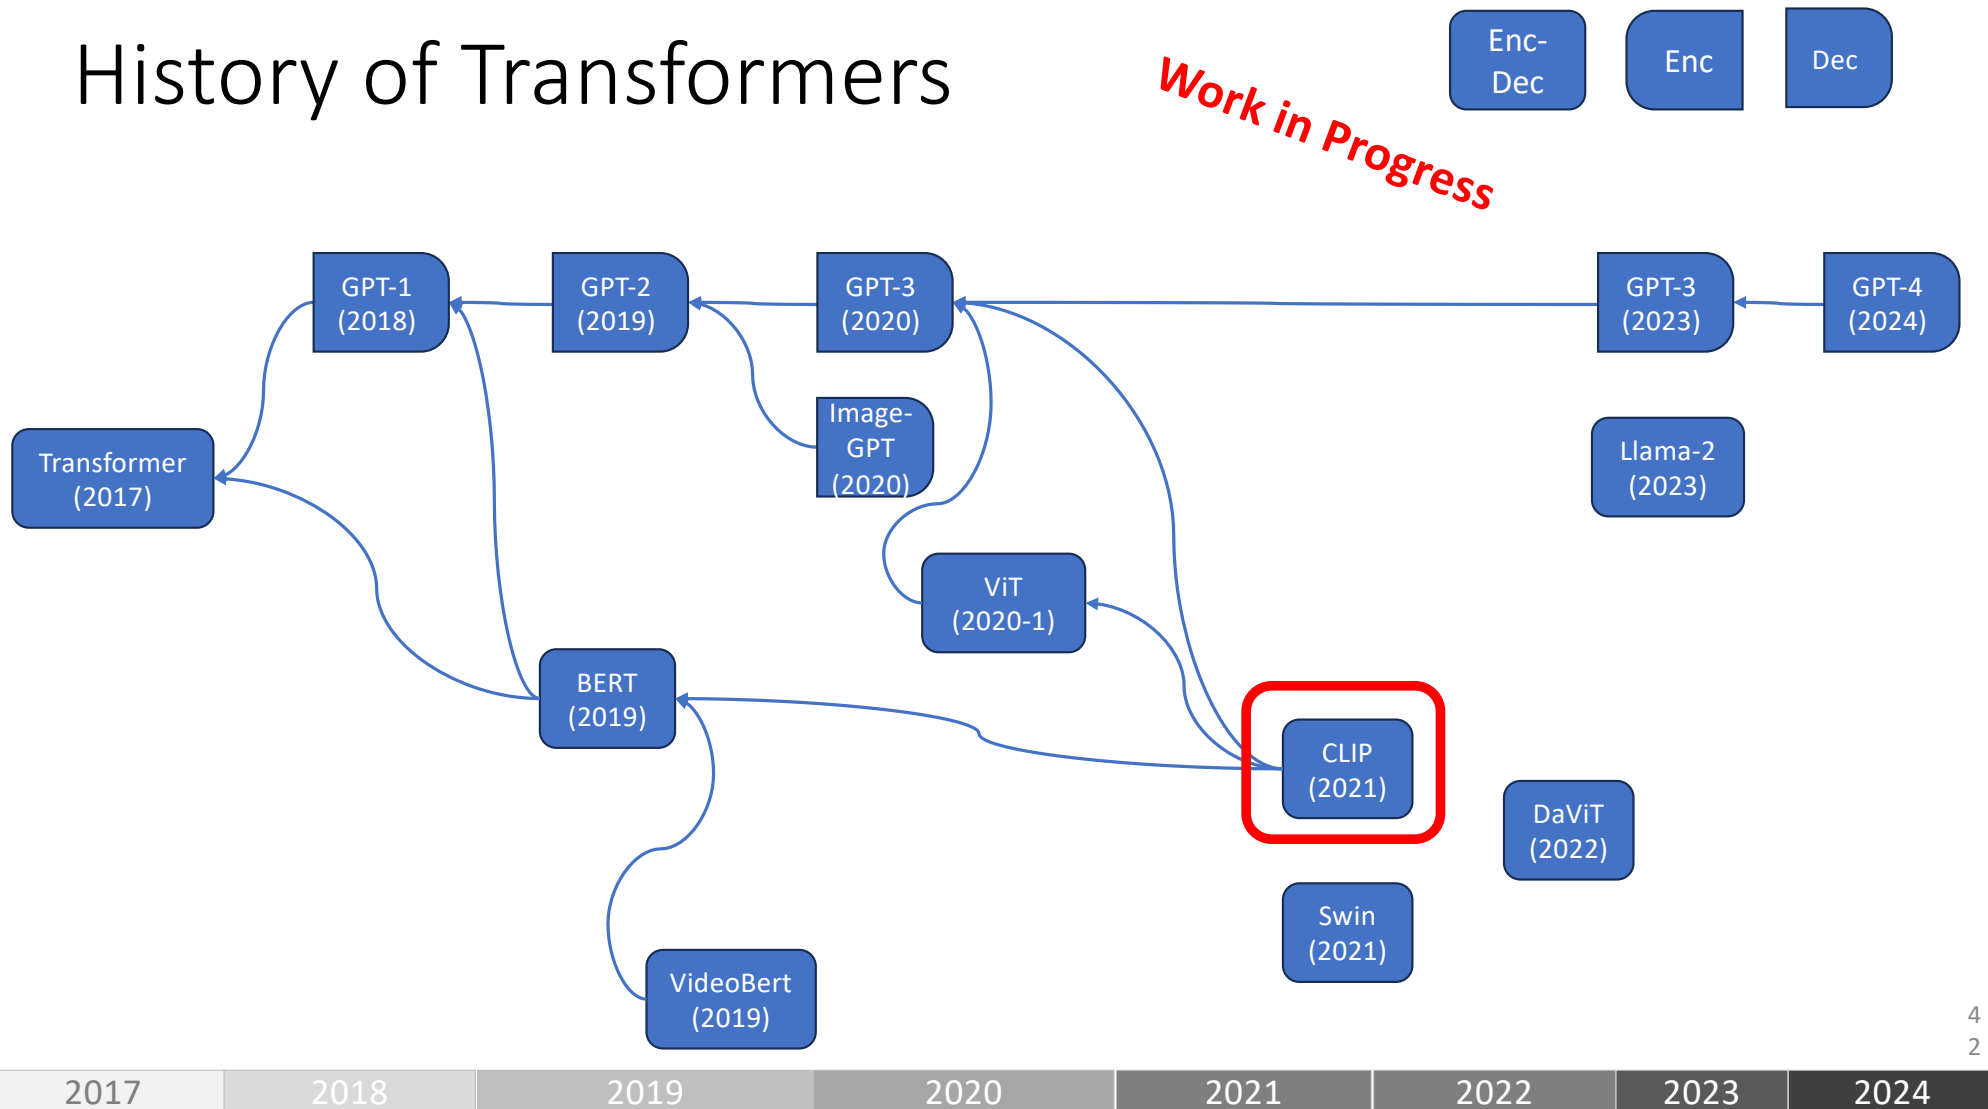 History of Transformers
Work in Progress
Enc-
Dec
Enc
Dec
GPT-1
(2018)
GPT-2
(2019)
GPT-3
(2020)
GPT-3
(2023)
GPT-4
(2024)
Image-
GPT
(2020)
Transformer
(2017)
Llama-2
(2023)
ViT
(2020-1)
BERT
(2019)
CLIP
(2021)
DaViT
(2022)
Swin
(2021)
VideoBert
(2019)
4
2
2017
2018
2019
2020
2021
2022
2023
2024